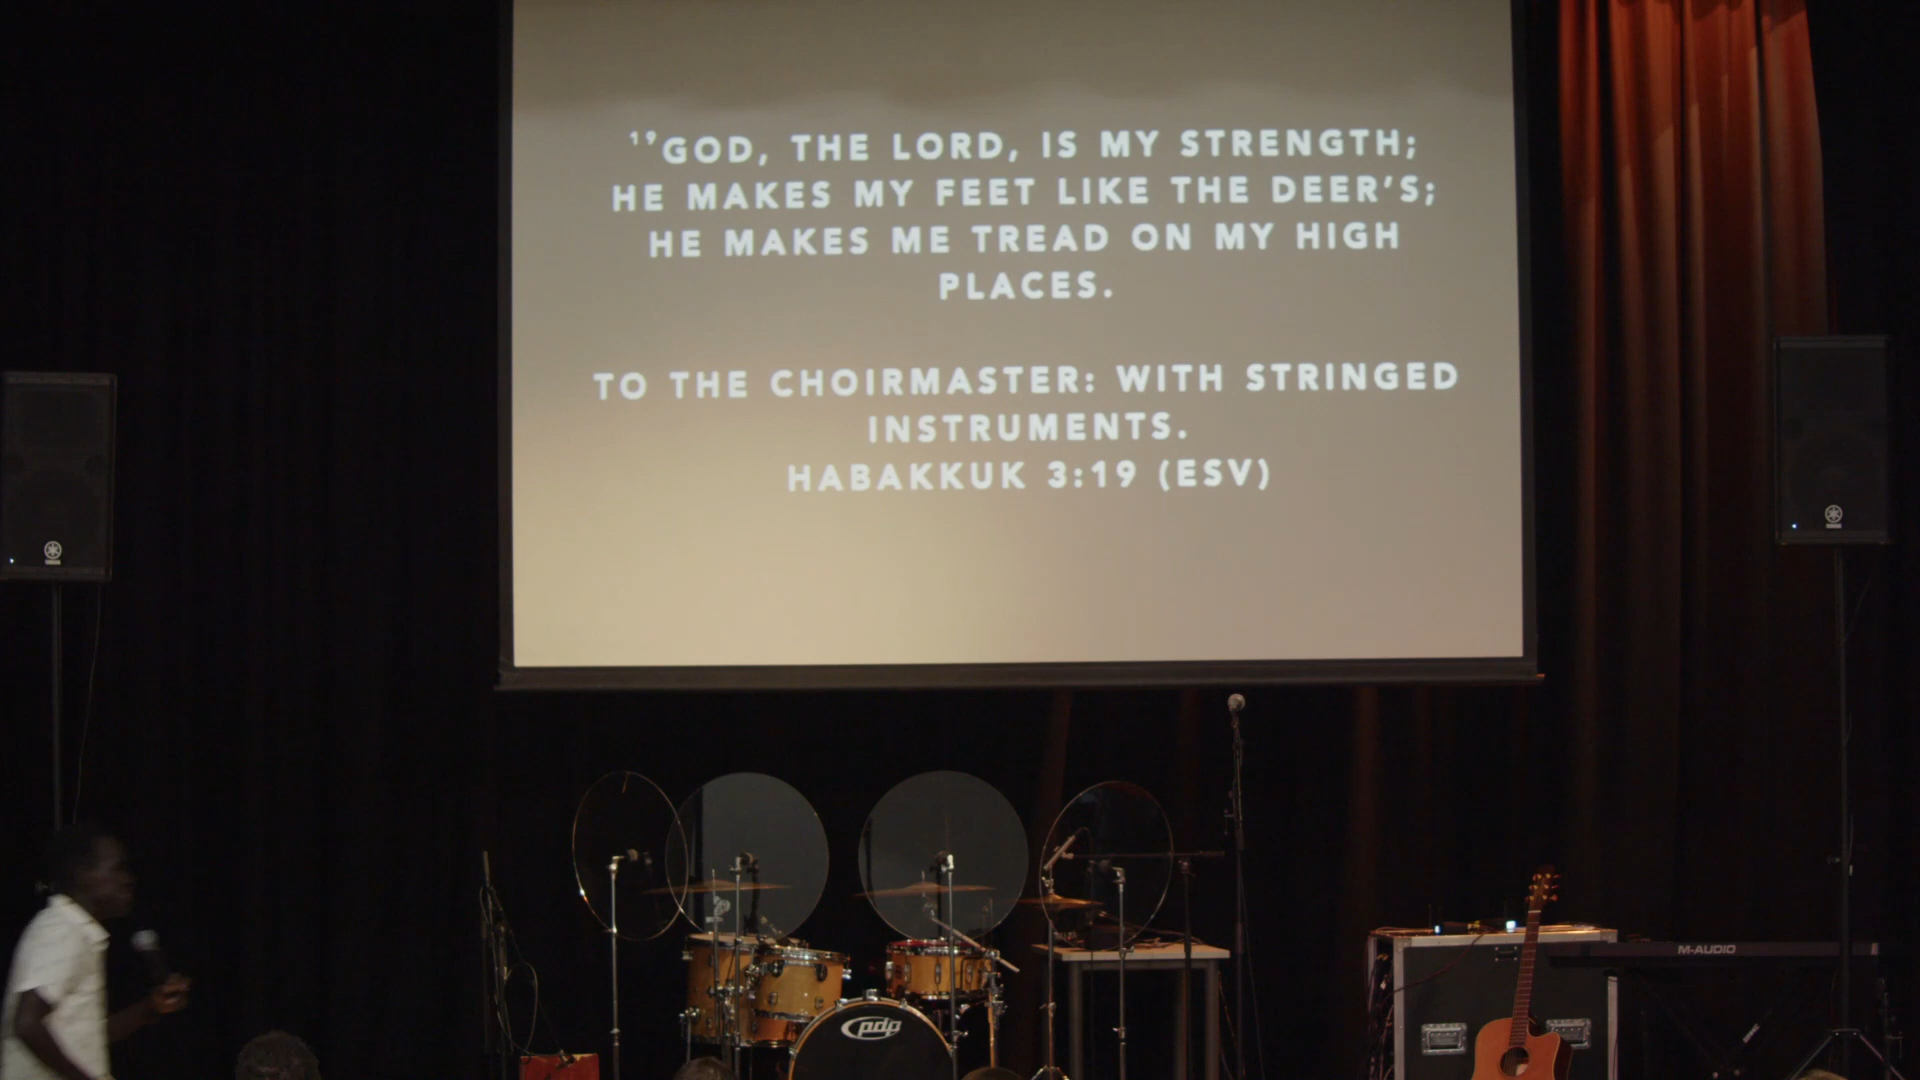 ¹⁹GOD, THE LORD, IS MY STRENGTH;
HE MAKES MY FEET LIKE THE DEER'S;
HE MAKES ME TREAD ON MY HIGH
PLACES.
TO THE CHOIRMASTER: WITH STRINGED
INSTRUMENTS.
HABAKKUK 3:19 (ESV)
M-AUDIO
pdp